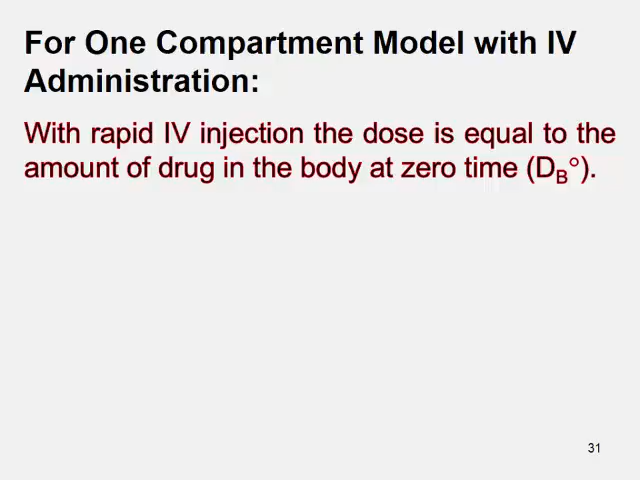 For One Compartment Model with IV
Administration:
With rapid IV injection the dose is equal to the
amount of drug in the body at zero time (DB°).
31